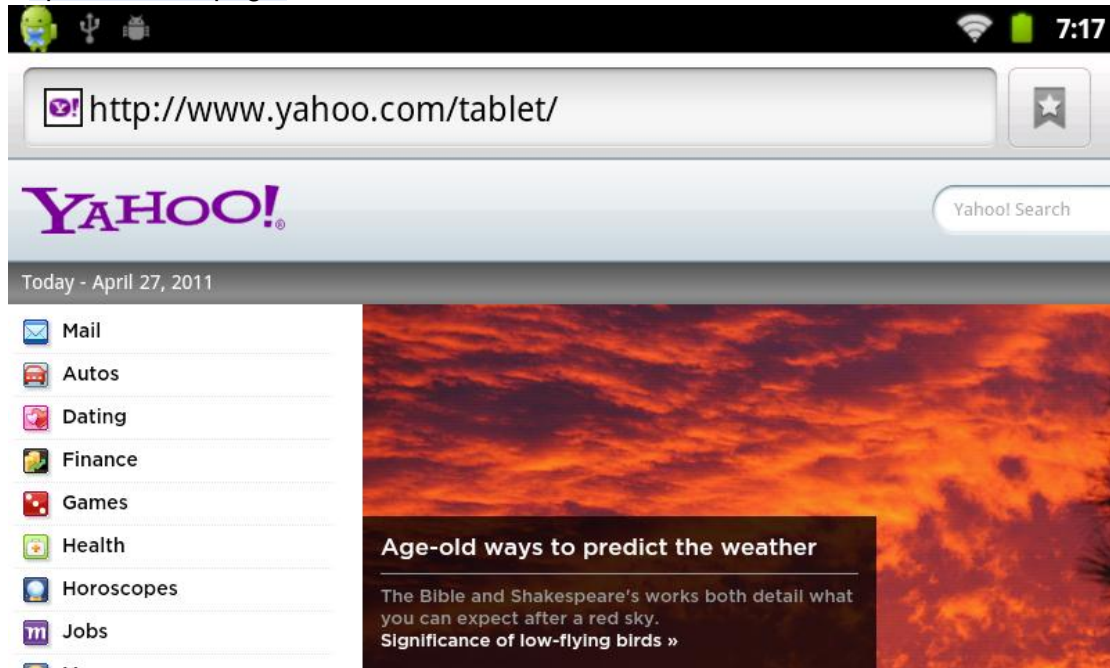 7:17
http://www.yahoo.com/tablet/
YAHOO!
Yahoo! Search
Today - April 27, 2011
Mail
Autos
Dating
Finance
Games
Health
Horoscopes
Jobs
Age-old ways to predict the weather
The Bible and Shakespeare's works both detail what
you can expect after a red sky.
Significance of low-flying birds »